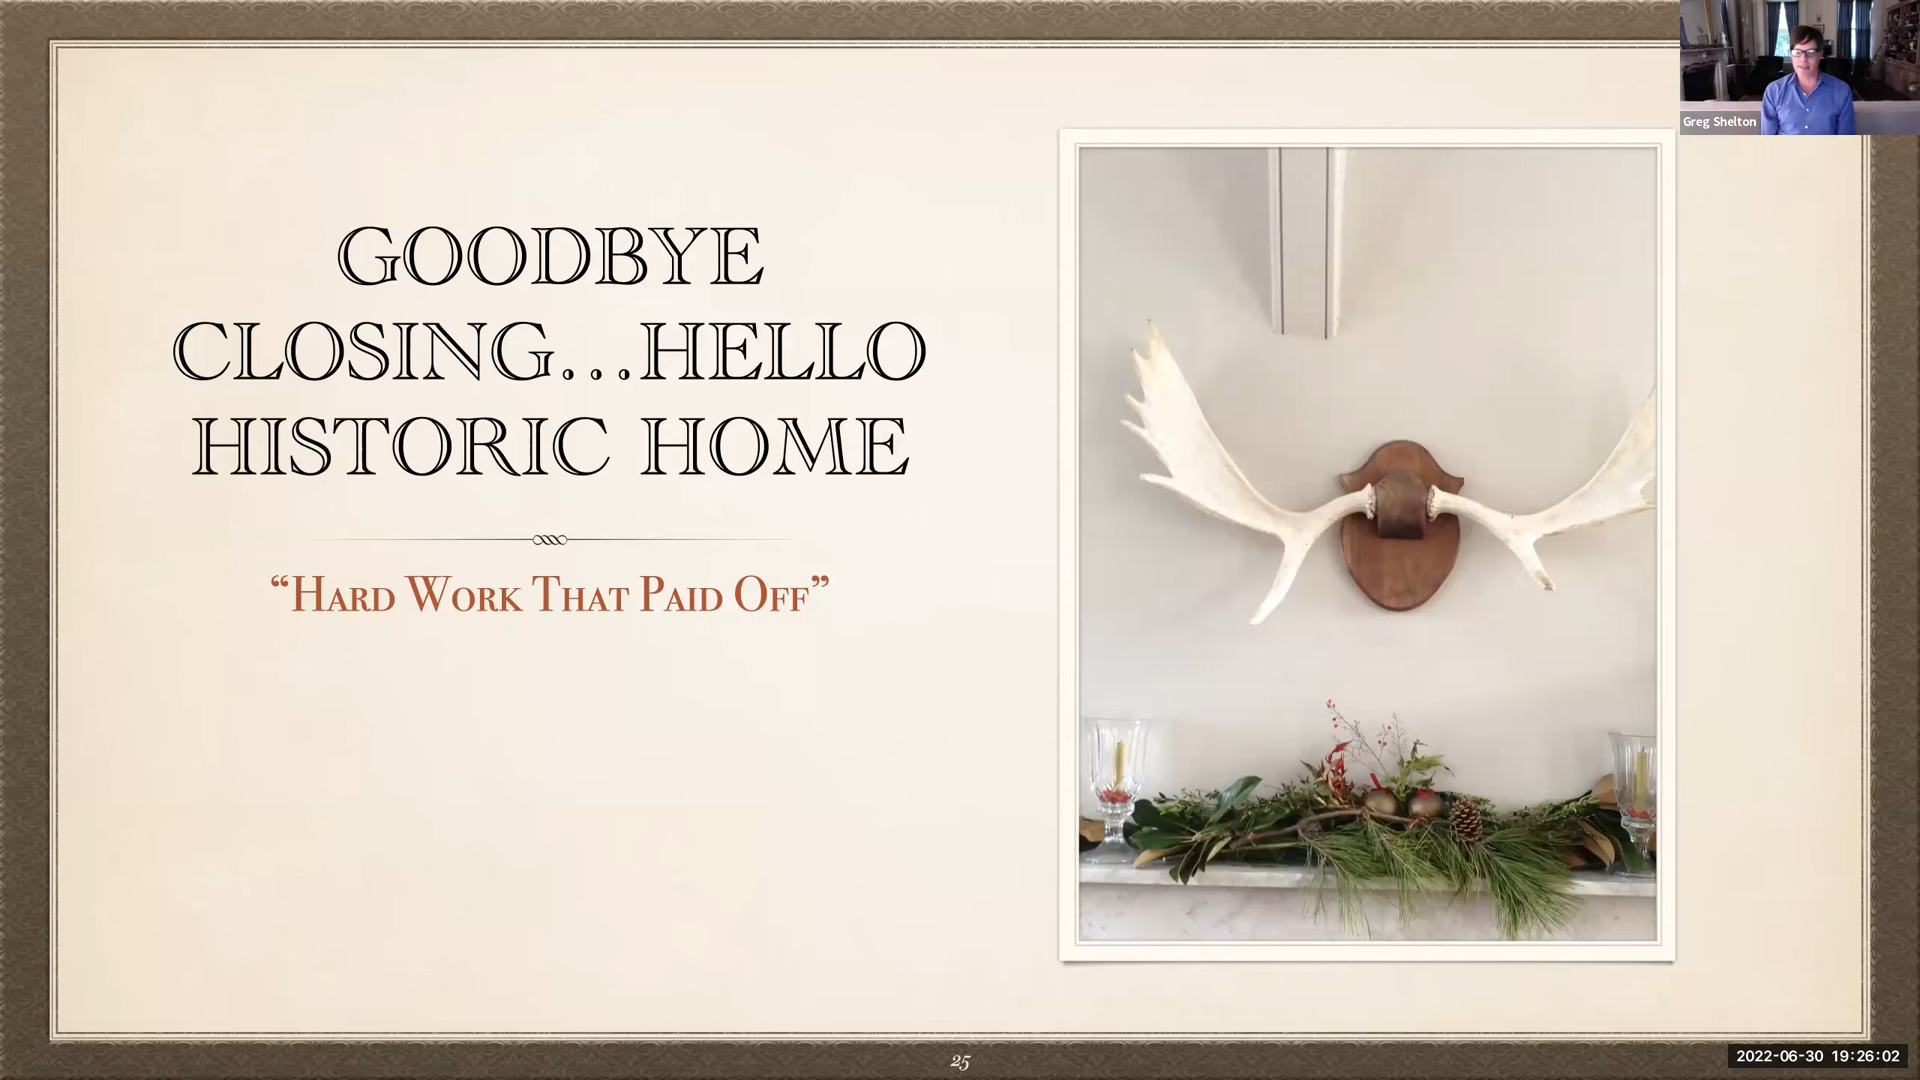 Greg Shelton
GOODBYE
CLOSING...HELLO
HISTORIC HOME
“Hard Work That Paid Off”
25
2022-06-30 19:26:02